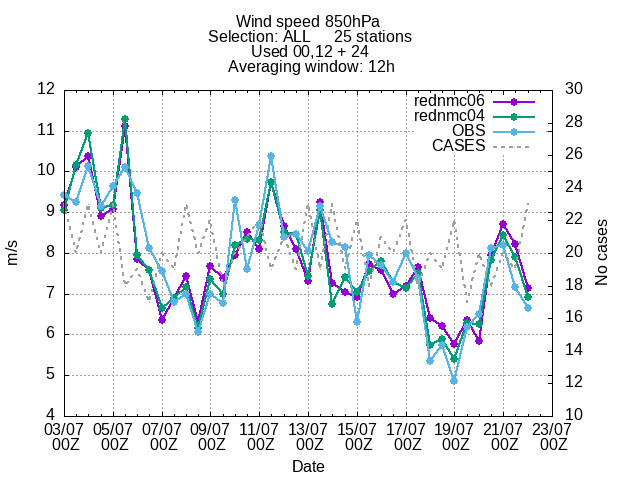 Wind speed 850hPa
Selection: ALL 25 stations
Used 00,12 + 24
Averaging window: 12h
rednmc06
rednmc04
OBS
CASES
12
11
10
9
8
7
6
5
4
m/s
30
28
26
24
22
20
18
16
14
12
10
No cases
03/07 05/07 07/07 09/07 11/07 13/07 15/07 17/07 19/07 21/07 23/07
00Z 00Z 00Z 00Z 00Z 00Z 00Z 00Z 00Z 00Z 00Z
Date